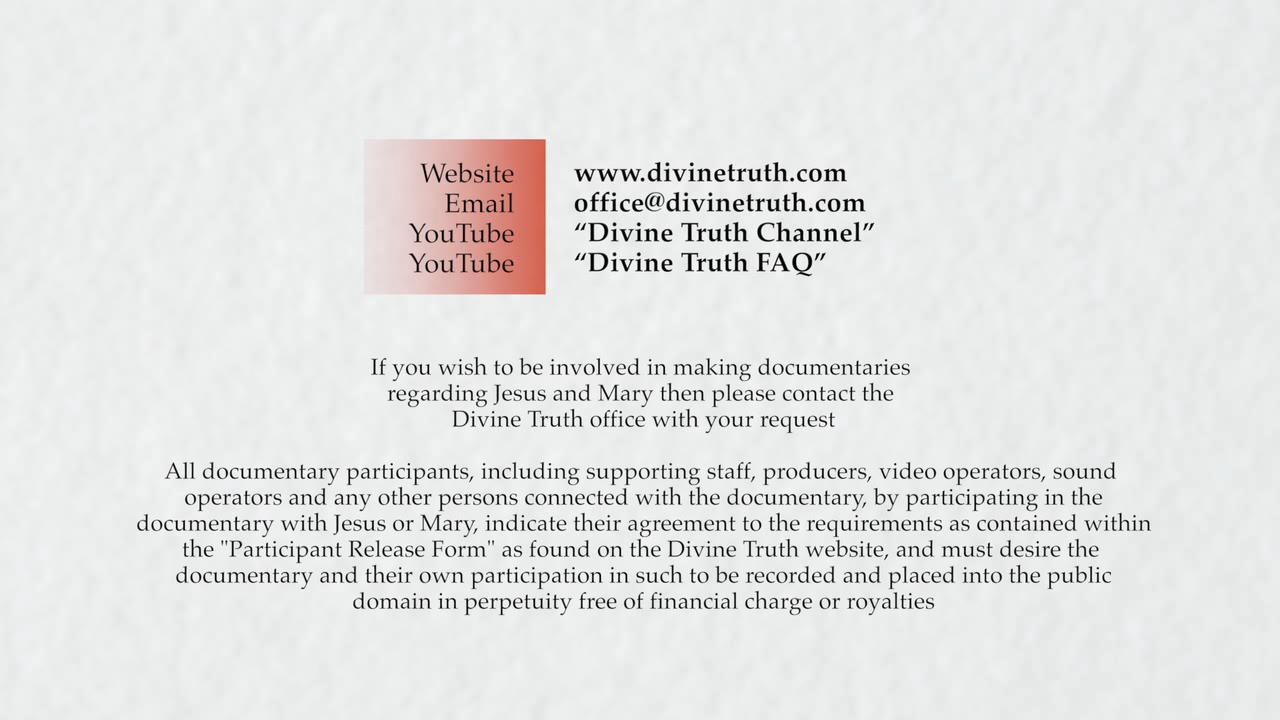 Website www.divinetruth.com
Email office@divinetruth.com
YouTube “Divine Truth Channel”
YouTube “Divine Truth FAQ”
If you wish to be involved in making documentaries
regarding Jesus and Mary then please contact the
Divine Truth office with your request
All documentary participants, including supporting staff, producers, video operators, sound
operators and any other persons connected with the documentary, by participating in the
documentary with Jesus or Mary, indicate their agreement to the requirements as contained within
the "Participant Release Form" as found on the Divine Truth website, and must desire the
documentary and their own participation in such to be recorded and placed into the public
domain in perpetuity free of financial charge or royalties